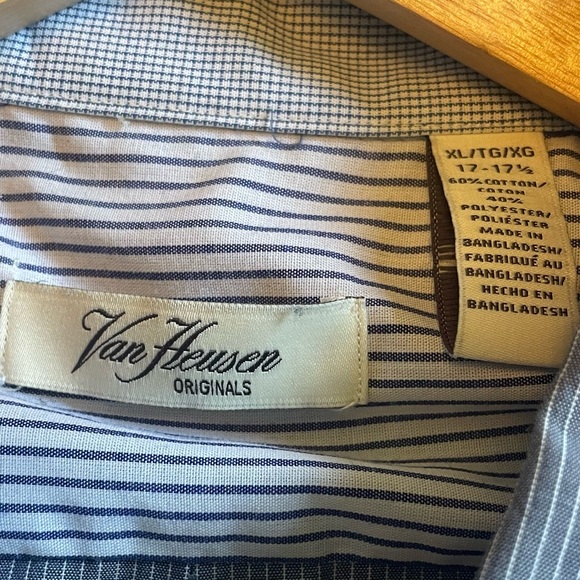 XL/TG/XG
17-17½
60% COTTON/
COTON
40%
POLYESTER/
POLIÉSTER
MADE IN
BANGLADESH/
FABRIQUÉ AU
BANGLADESH/
HECHO EN
BANGLADESH
Van Heusen
ORIGINALS